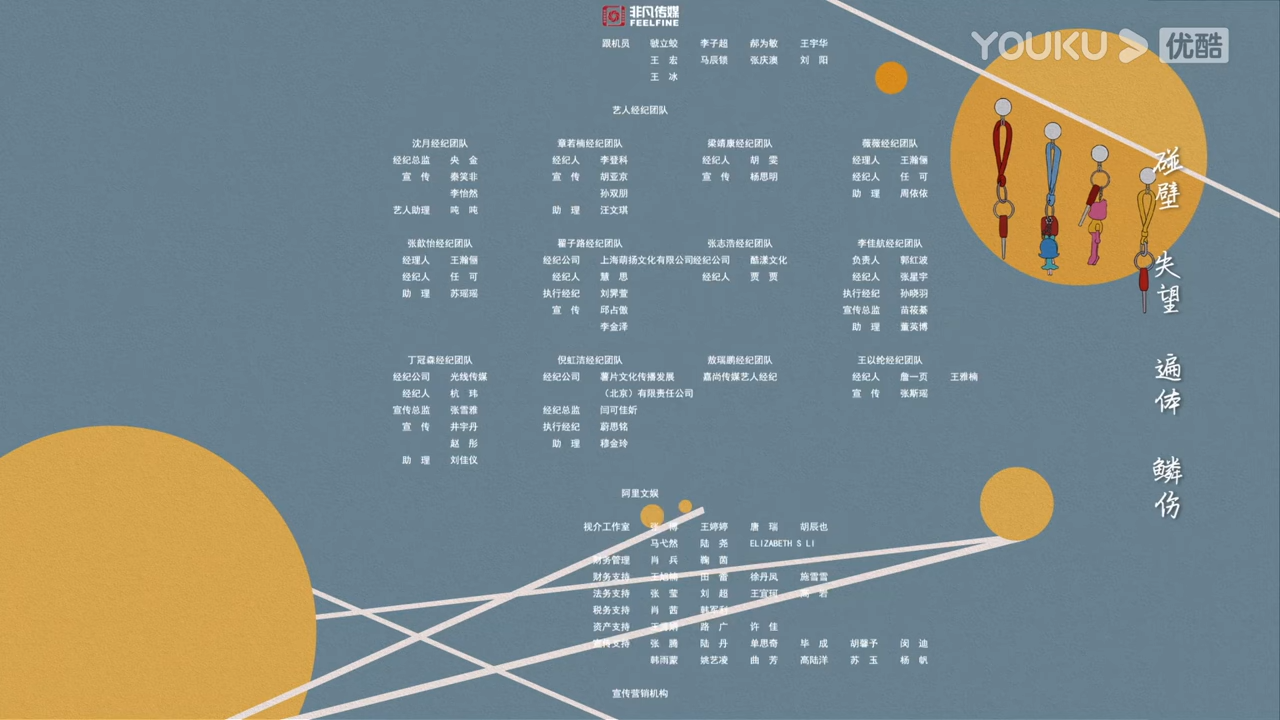 非凡传媒
FEELFINE
YOUKU 优酷
跟机员 虢立蛟 李子超 郝为敏 王宇华
王 宏 马辰锁 张庆澳 刘 阳
王 冰
艺人经纪团队
沈月经纪团队 章若楠经纪团队 梁靖康经纪团队 薇薇经纪团队
经纪总监 央 金 经纪人 李登科 经纪人 胡 雯 经理人 王瀚俪
宣 传 秦笑非 宣 传 胡亚京 宣 传 杨思明 经纪人 任 可
李怡然 孙双朋 助 理 周依依
艺人助理 吨 吨 助 理 汪文琪
张歆怡经纪团队 翟子路经纪团队 张志浩经纪团队 李佳航经纪团队
经理人 王瀚俪 经纪公司 上海萌扬文化有限公司 经纪公司 酷漾文化 负责人 郭红波
经纪人 任 可 经纪人 慧 思 经纪人 贾 贾 经纪人 张星宇
助 理 苏瑶瑶 执行经纪 刘霁萱 执行经纪 孙晓羽
宣 传 邱占傲 宣传总监 苗筱綦
李金泽 助 理 董英博
丁冠森经纪团队 倪虹洁经纪团队 敖瑞鹏经纪团队 王以纶经纪团队
经纪公司 光线传媒 经纪公司 薯片文化传播发展 嘉尚传媒艺人经纪 经纪人 詹一页 王雅楠
经纪人 杭 玮 （北京）有限责任公司 宣 传 张斯瑶
宣传总监 张雪雅 经纪总监 闫可佳妡
宣 传 井宇丹 执行经纪 蔚思铭
赵 彤 助 理 穆金玲
助 理 刘佳仪
阿里文娱
视介工作室 张 王婷婷 唐 瑞 胡辰也
马弋然 陆 尧 ELIZABETH S LI
财务管理 肖 兵 鞠 茵
财务支持 田 蕾 徐丹凤 施雪雪
法务支持 张 莹 刘 超 王宣珂
税务支持 肖 茜 韩军利
资产支持 路 广 许 佳
宣传支持 张 腾 陆 丹 单思奇 毕 成 胡馨予 闵 迪
韩雨蒙 姚艺凌 曲 芳 高陆洋 苏 玉 杨 帆
宣传营销机构
碰壁 失望 遍体 鳞伤